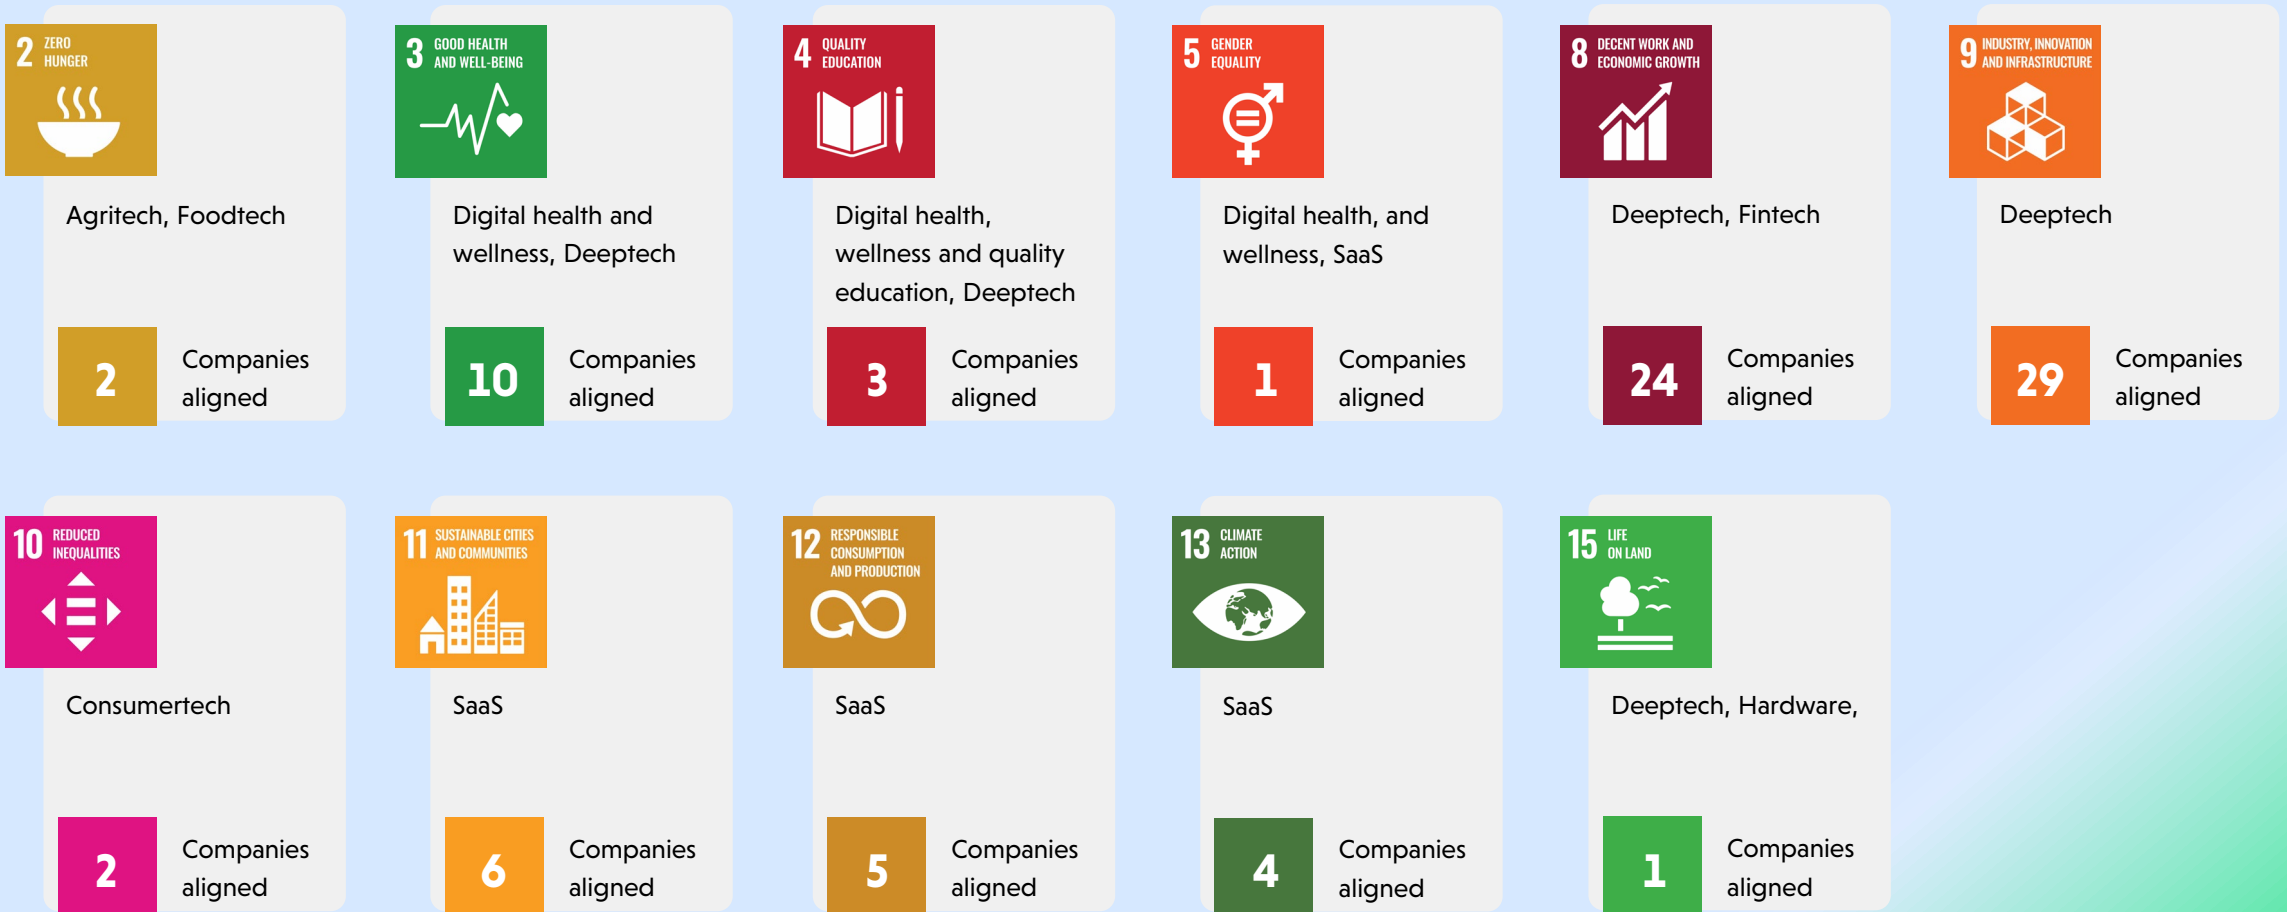 2 ZERO
HUNGER
Agritech, Foodtech
2
Companies
aligned
3 GOOD HEALTH
AND WELL-BEING
Digital health and
wellness, Deeptech
10
Companies
aligned
4 QUALITY
EDUCATION
Digital health,
wellness and quality
education, Deeptech
3
Companies
aligned
5 GENDER
EQUALITY
Digital health, and
wellness, SaaS
1
Companies
aligned
8 DECENT WORK AND
ECONOMIC GROWTH
Deeptech, Fintech
24
Companies
aligned
9 INDUSTRY, INNOVATION
AND INFRASTRUCTURE
Deeptech
29
Companies
aligned
10 REDUCED
INEQUALITIES
Consumertech
2
Companies
aligned
11 SUSTAINABLE CITIES
AND COMMUNITIES
SaaS
6
Companies
aligned
12 RESPONSIBLE
CONSUMPTION
AND PRODUCTION
SaaS
5
Companies
aligned
13 CLIMATE
ACTION
SaaS
4
Companies
aligned
15 LIFE
ON LAND
Deeptech, Hardware,
1
Companies
aligned